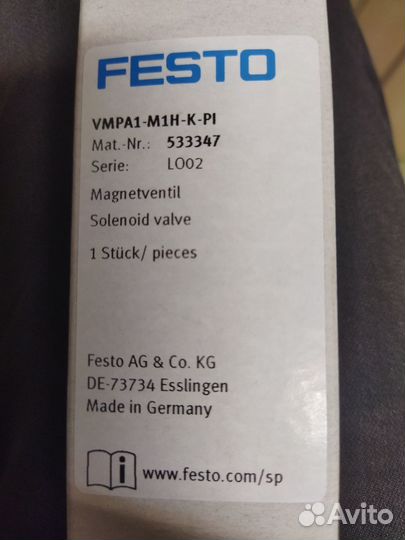 FESTO
VMPA1-M1H-K-PI
Mat.-Nr.: 533347
Serie: LO02
Magnetventil
Solenoid valve
1 Stück/ pieces
Festo AG & Co. KG
DE-73734 Esslingen
Made in Germany
i www.festo.com/sp
Avito